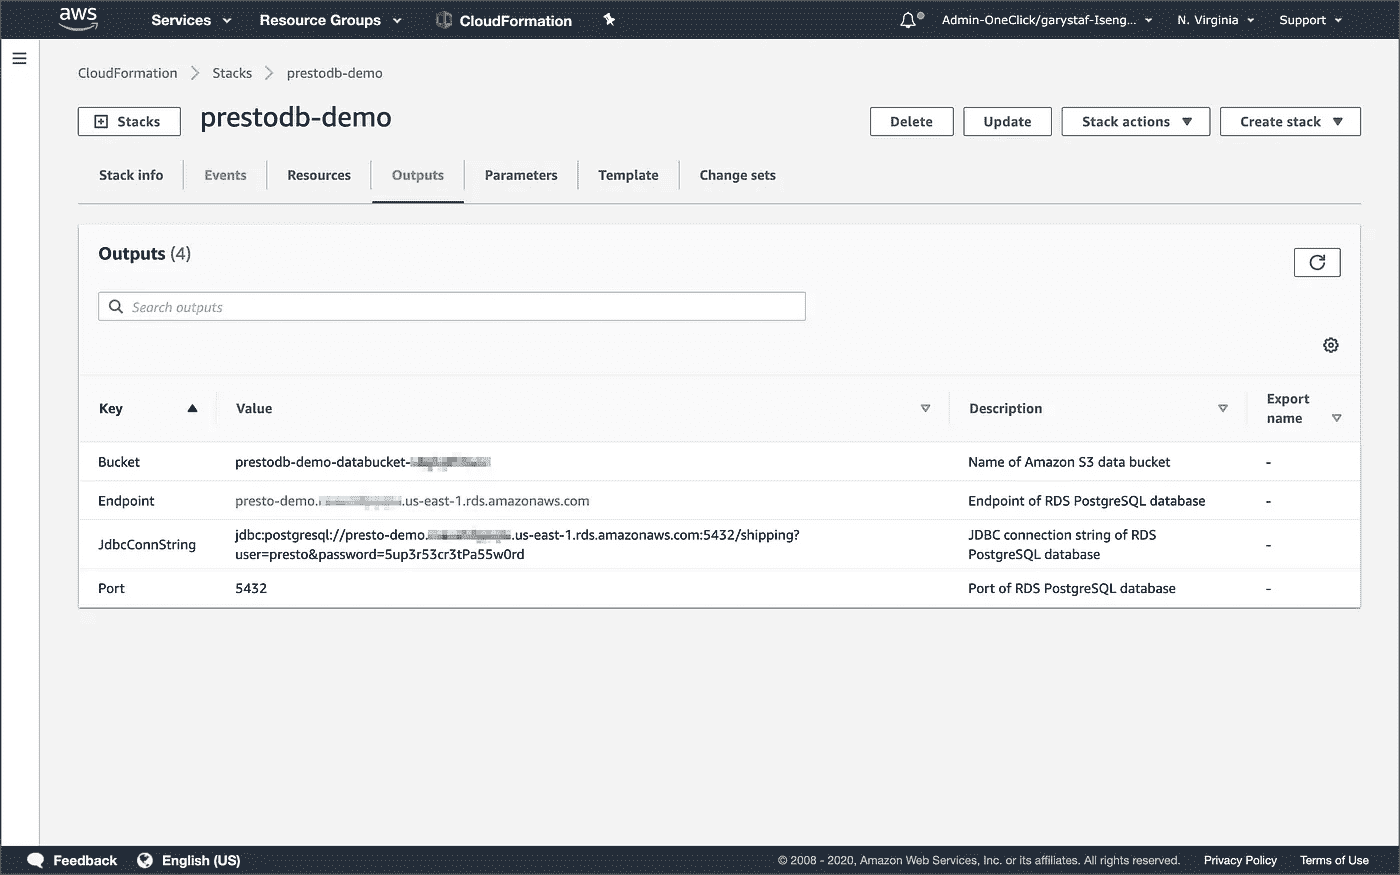 aws Services Resource Groups CloudFormation Admin-OneClick/garystaf-Iseng... N. Virginia Support
CloudFormation Stacks prestodb-demo
Stacks prestodb-demo Delete Update Stack actions Create stack
Stack info Events Resources Outputs Parameters Template Change sets
Outputs (4)
Search outputs
Key Value Description Export name
Bucket prestodb-demo-databucket- Name of Amazon S3 data bucket -
Endpoint presto-demo. .us-east-1.rds.amazonaws.com Endpoint of RDS PostgreSQL database -
JdbcConnString jdbc:postgresql://presto-demo. .us-east-1.rds.amazonaws.com:5432/shipping? JDBC connection string of RDS -
user=presto&password=5up3r53cr3tPa55w0rd PostgreSQL database
Port 5432 Port of RDS PostgreSQL database -
Feedback English (US) © 2008 - 2020, Amazon Web Services, Inc. or its affiliates. All rights reserved. Privacy Policy Terms of Use